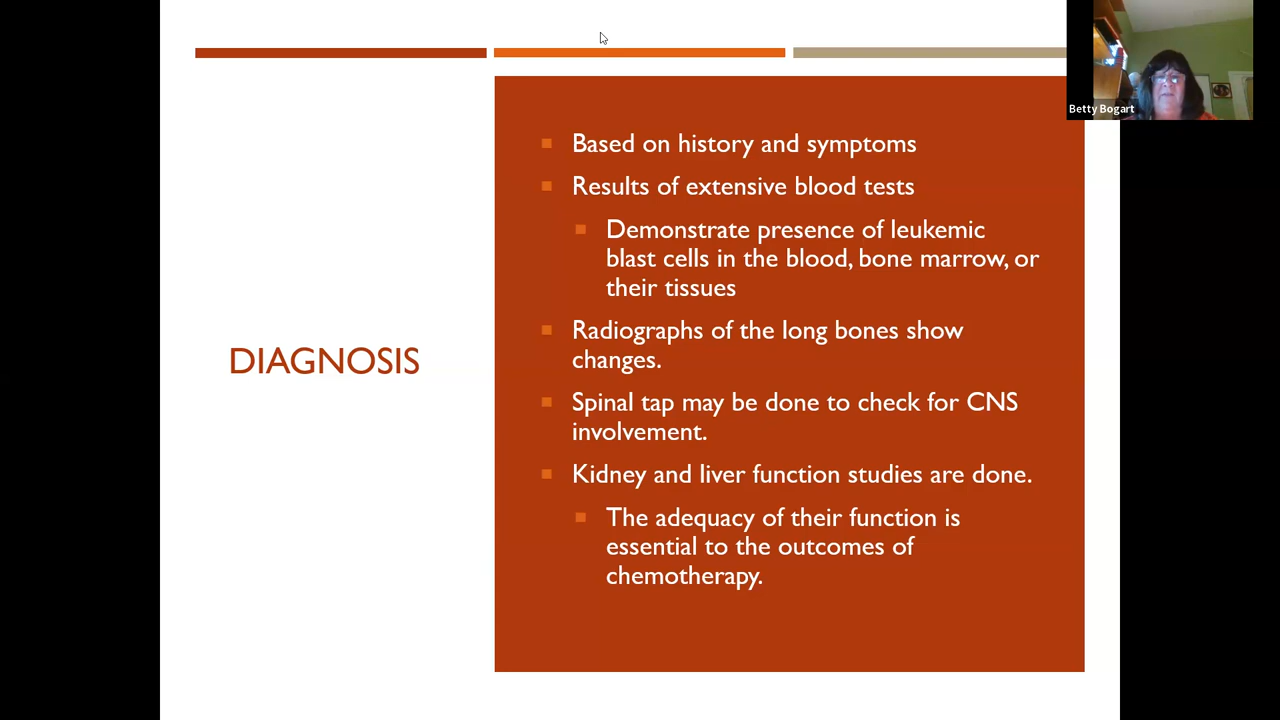 Betty Bogart
DIAGNOSIS
Based on history and symptoms
Results of extensive blood tests
Demonstrate presence of leukemic
blast cells in the blood, bone marrow, or
their tissues
Radiographs of the long bones show
changes.
Spinal tap may be done to check for CNS
involvement.
Kidney and liver function studies are done.
The adequacy of their function is
essential to the outcomes of
chemotherapy.